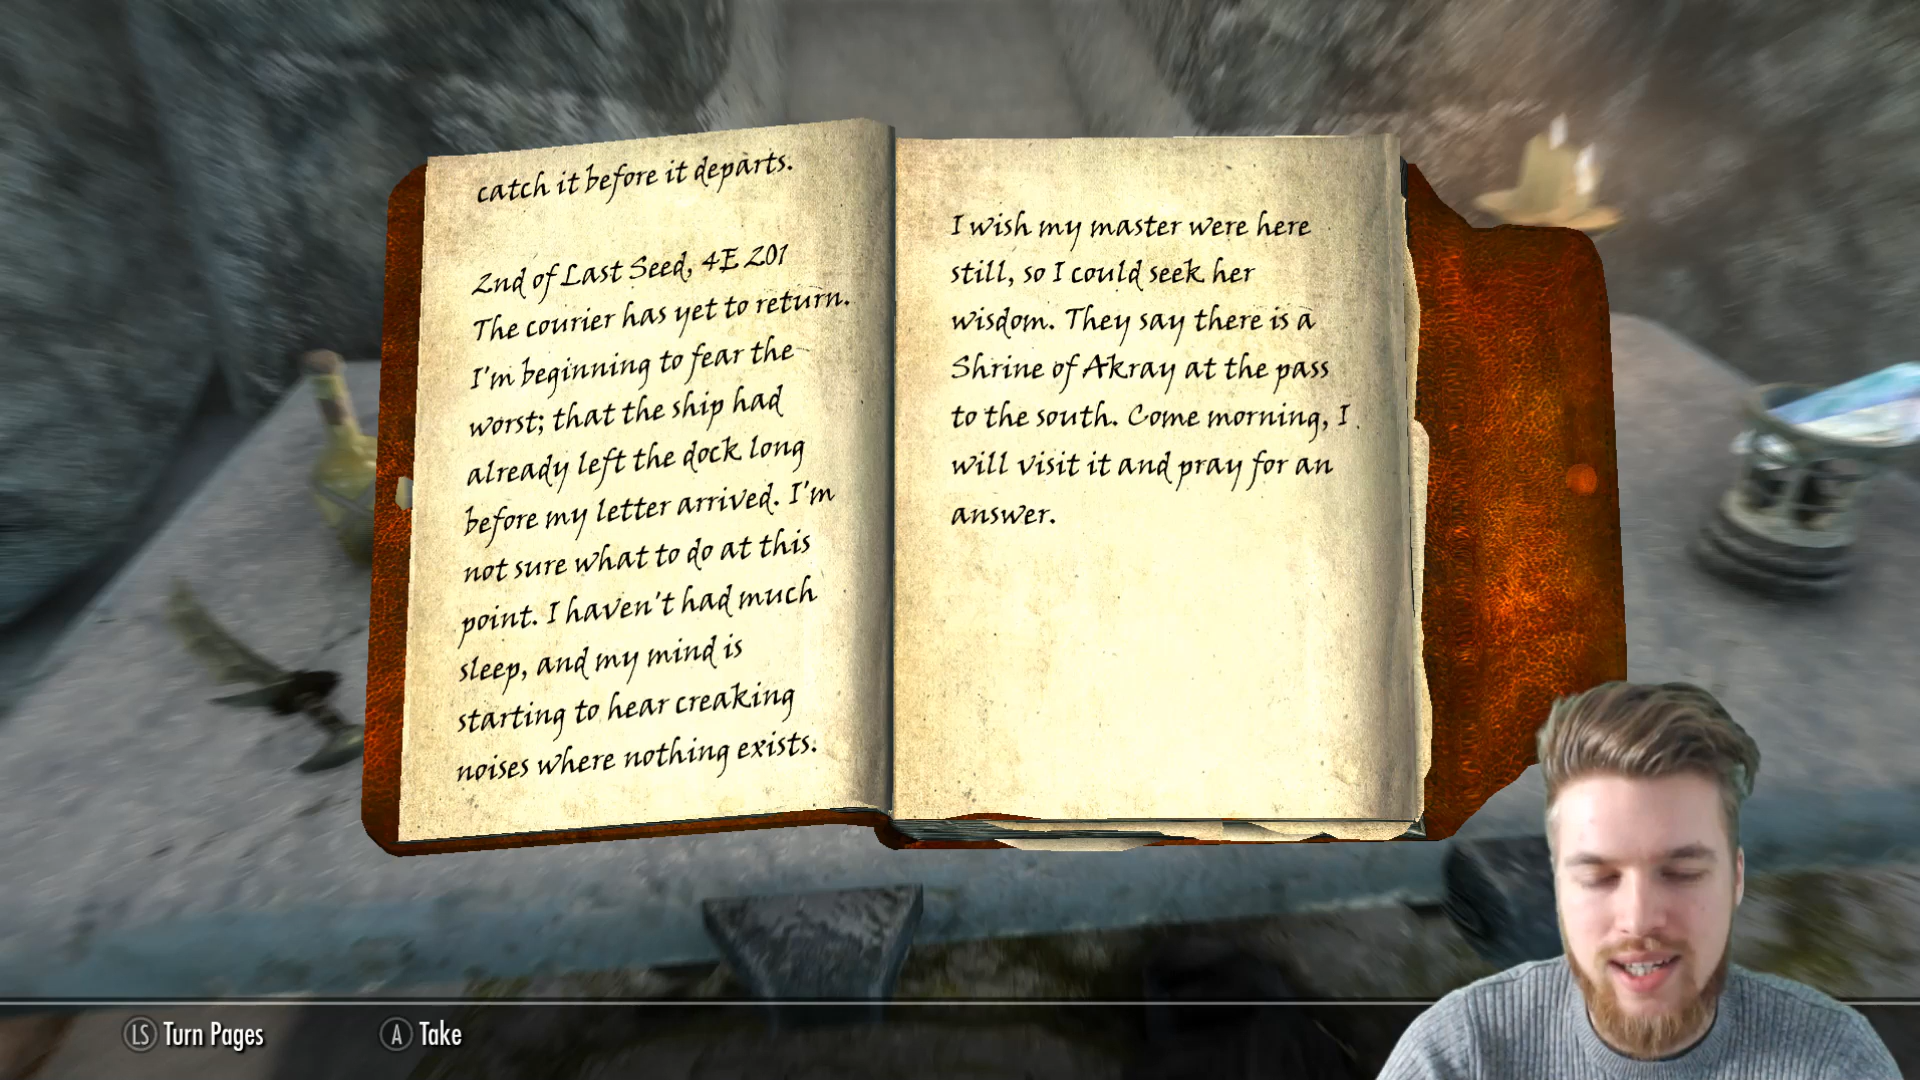 catch it before it departs.
2nd of Last Seed, 4E 201
The courier has yet to return.
I'm beginning to fear the
worst; that the ship had
already left the dock long
before my letter arrived. I'm
not sure what to do at this
point. I haven't had much
sleep, and my mind is
starting to hear creaking
noises where nothing exists.
I wish my master were here
still, so I could seek her
wisdom. They say there is a
Shrine of Akray at the pass
to the south. Come morning, I
will visit it and pray for an
answer.
LS Turn Pages
A Take